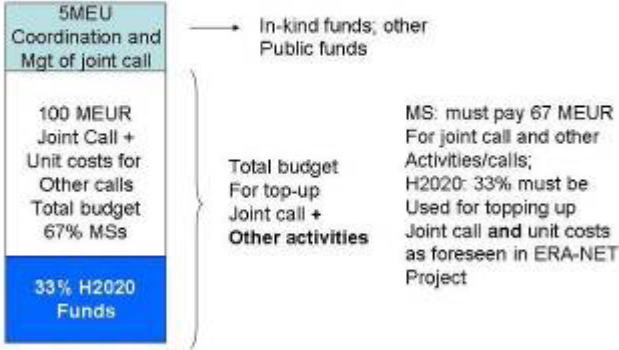 5MEU
Coordination and
Mgt of joint call
In-kind funds; other
Public funds
100 MEUR
Joint Call +
Unit costs for
Other calls
Total budget
67% MSs
33% H2020
Funds
Total budget
For top-up
Joint call +
Other activities
MS: must pay 67 MEUR
For joint call and other
Activities/calls;
H2020: 33% must be
Used for topping up
Joint call and unit costs
as foreseen in ERA-NET
Project